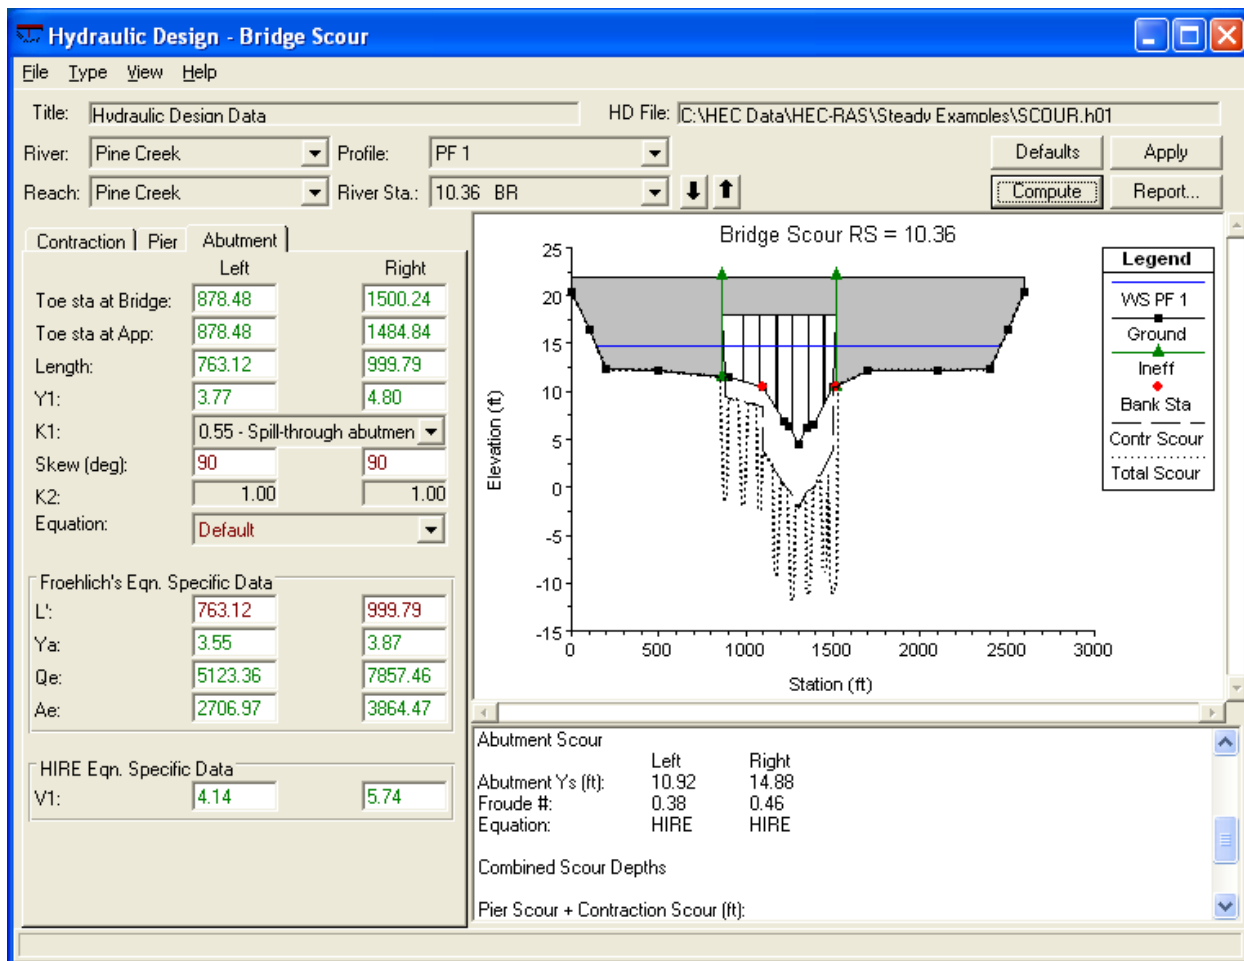 Hydraulic Design - Bridge Scour
File Type View Help
Title: Hydraulic Design Data HD File: C:\HEC Data\HEC-RAS\Steady Examples\SCOUR.h01
River: Pine Creek Profile: PF 1 Defaults Apply
Reach: Pine Creek River Sta.: 10.36 BR Compute Report...
Contraction Pier Abutment
Left Right
Toe sta at Bridge: 878.48 1500.24
Toe sta at App: 878.48 1484.84
Length: 763.12 999.79
Y1: 3.77 4.80
K1: 0.55 - Spill-through abutmen
Skew (deg): 90 90
K2: 1.00 1.00
Equation: Default
Froehlich's Eqn. Specific Data
L': 763.12 999.79
Ya: 3.55 3.87
Qe: 5123.36 7857.46
Ae: 2706.97 3864.47
HIRE Eqn. Specific Data
V1: 4.14 5.74
Bridge Scour RS = 10.36
Elevation (ft)
25
20
15
10
5
0
-5
-10
-15
0 500 1000 1500 2000 2500 3000
Station (ft)
Legend
WS PF 1
Ground
Ineff
Bank Sta
Contr Scour
Total Scour
Abutment Scour
Left Right
Abutment Ys (ft): 10.92 14.88
Froude #: 0.38 0.46
Equation: HIRE HIRE
Combined Scour Depths
Pier Scour + Contraction Scour (ft):